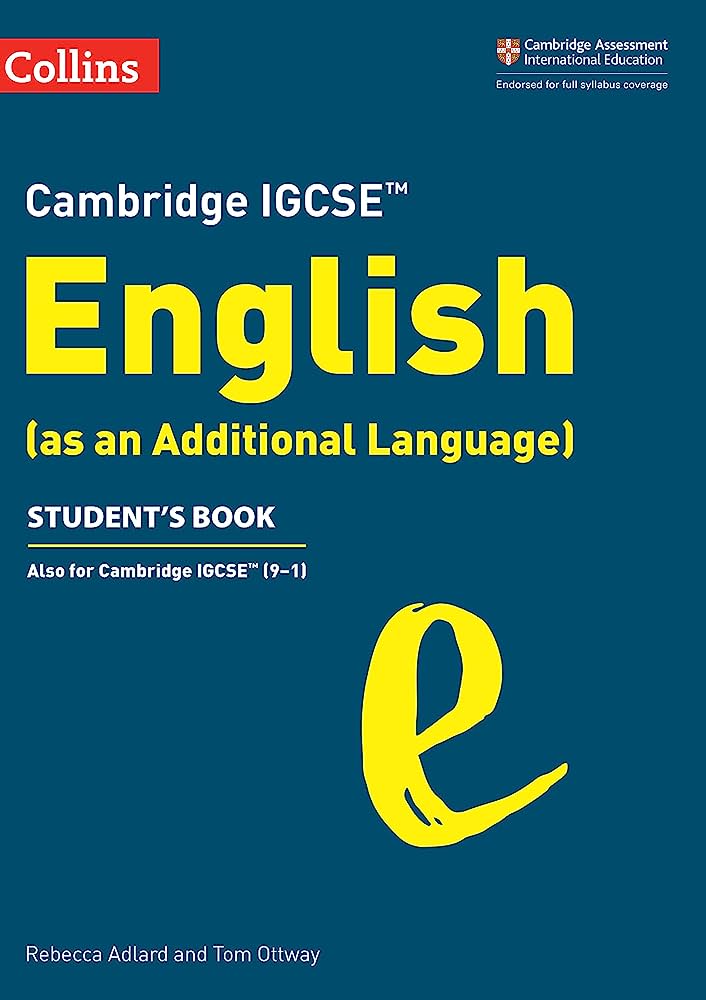 Collins
Cambridge Assessment
International Education
Endorsed for full syllabus coverage
Cambridge IGCSE™
English
(as an Additional Language)
STUDENT'S BOOK
Also for Cambridge IGCSE™ (9–1)
e
Rebecca Adlard and Tom Ottway